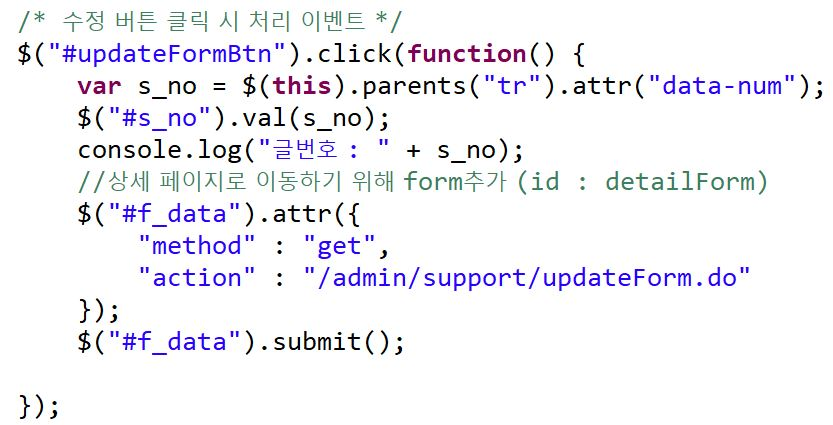 /* 수정 버튼 클릭 시 처리 이벤트 */
$("#updateFormBtn").click(function() {
    var s_no = $(this).parents("tr").attr("data-num");
    $("#s_no").val(s_no);
    console.log("글번호 : " + s_no);
    //상세 페이지로 이동하기 위해 form추가 (id : detailForm)
    $("#f_data").attr({
        "method" : "get",
        "action" : "/admin/support/updateForm.do"
    });
    $("#f_data").submit();

});